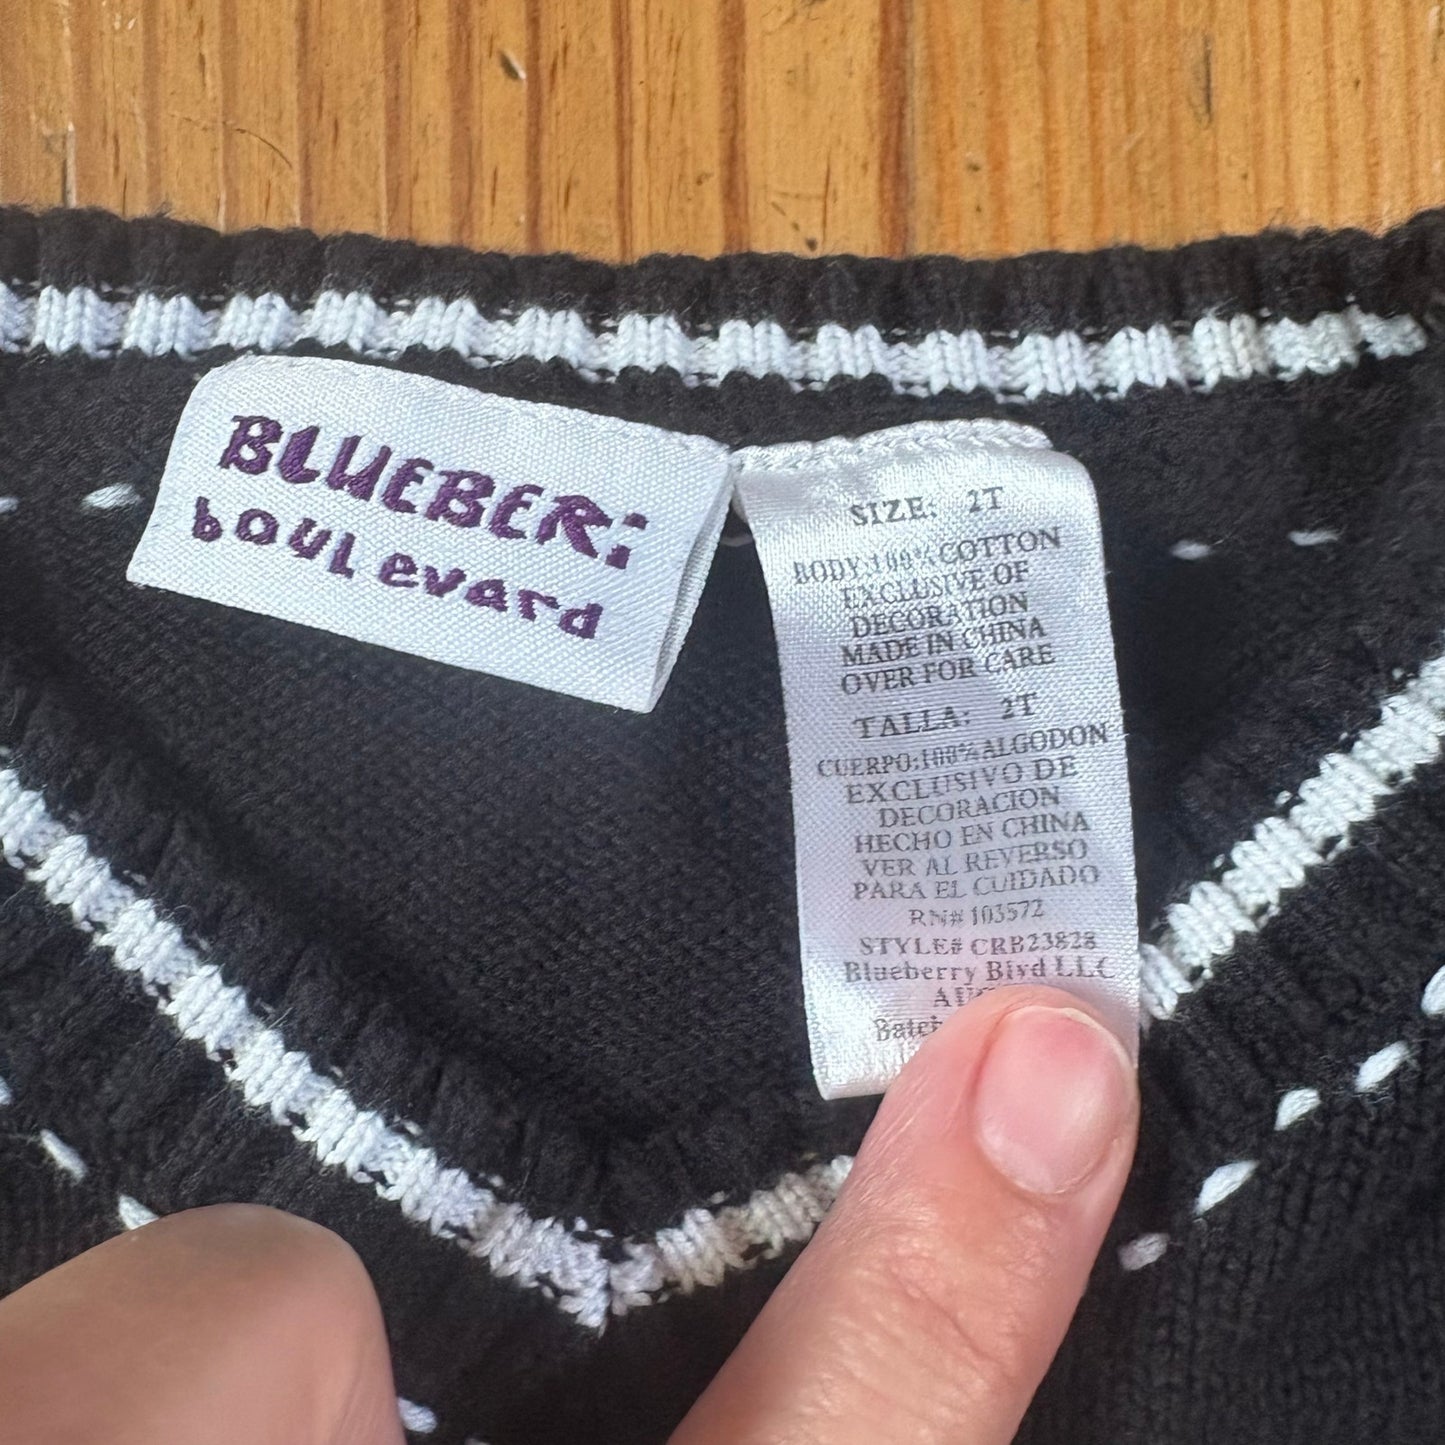 BLUEBERi
boulevard
SIZE: 2T
BODY:100% COTTON
EXCLUSIVE OF
DECORATION
MADE IN CHINA
OVER FOR CARE
TALLA: 2T
CUERPO:100% ALGODON
EXCLUSIVO DE
DECORACION
HECHO EN CHINA
VER AL REVERSO
PARA EL CUIDADO
RN# 103572
STYLE# CRB23828
Blueberry Blvd LLC